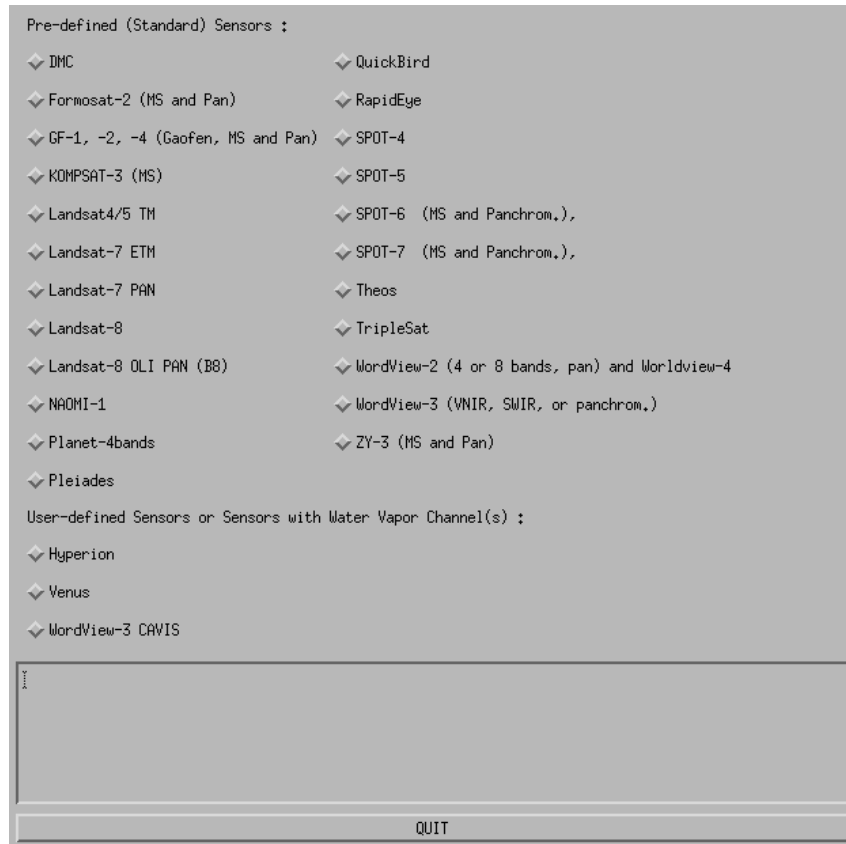 Pre-defined (Standard) Sensors :
DMC
Formosat-2 (MS and Pan)
GF-1, -2, -4 (Gaofen, MS and Pan)
KOMPSAT-3 (MS)
Landsat4/5 TM
Landsat-7 ETM
Landsat-7 PAN
Landsat-8
Landsat-8 OLI PAN (B8)
NAOMI-1
Planet-4bands
Pleiades
QuickBird
RapidEye
SPOT-4
SPOT-5
SPOT-6 (MS and Panchrom.),
SPOT-7 (MS and Panchrom.),
Theos
TripleSat
WordView-2 (4 or 8 bands, pan) and Worldview-4
WordView-3 (VNIR, SWIR, or panchrom.)
ZY-3 (MS and Pan)
User-defined Sensors or Sensors with Water Vapor Channel(s) :
Hyperion
Venus
WordView-3 CAVIS
QUIT